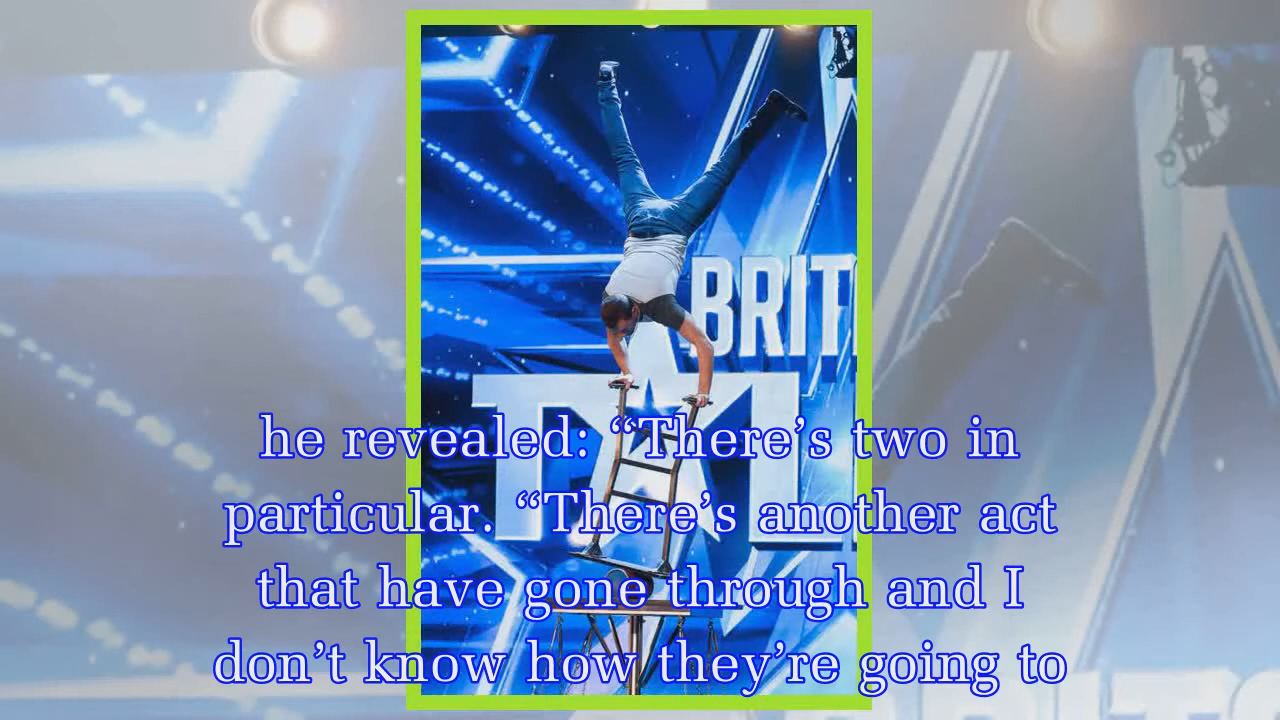 BRIT
TAL
he revealed: “There’s two in
particular. “There’s another act
that have gone through and I
don’t know how they’re going to